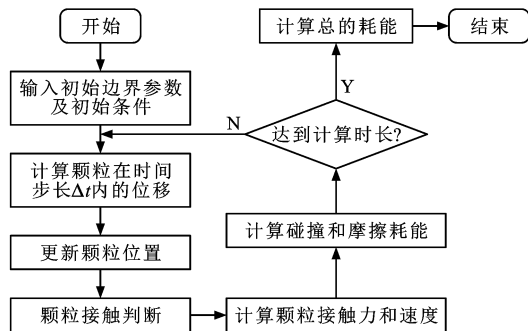 开始
输入初始边界参数
及初始条件
计算颗粒在时间
步长Δt内的位移
更新颗粒位置
颗粒接触判断
计算颗粒接触力和速度
计算碰撞和摩擦耗能
达到计算时长?
N
Y
计算总的耗能
结束